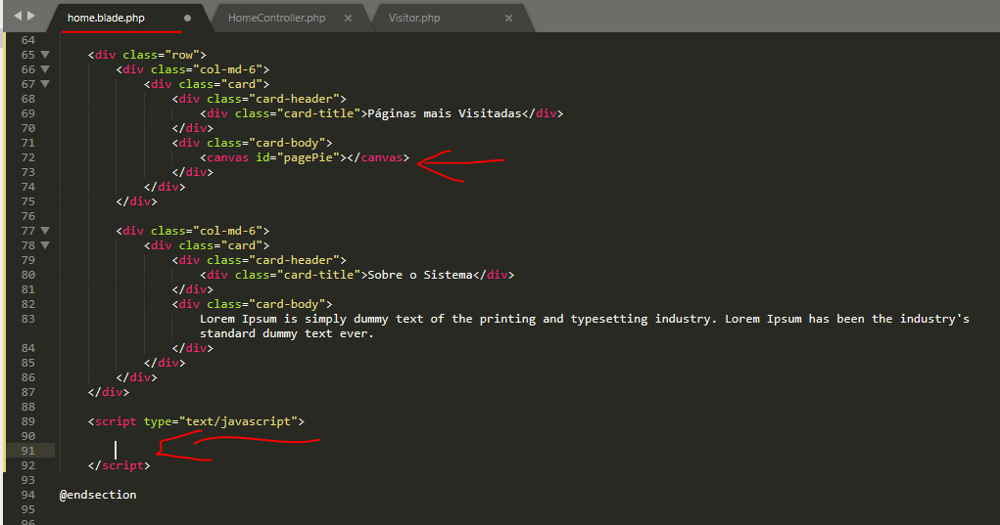 home.blade.php
HomeController.php
Visitor.php
64
65 <div class="row">
66 <div class="col-md-6">
67 <div class="card">
68 <div class="card-header">
69 <div class="card-title">Páginas mais Visitadas</div>
70 </div>
71 <div class="card-body">
72 <canvas id="pagePie"></canvas>
73 </div>
74 </div>
75 </div>
76
77 <div class="col-md-6">
78 <div class="card">
79 <div class="card-header">
80 <div class="card-title">Sobre o Sistema</div>
81 </div>
82 <div class="card-body">
83 Lorem Ipsum is simply dummy text of the printing and typesetting industry. Lorem Ipsum has been the industry's
standard dummy text ever.
84 </div>
85 </div>
86 </div>
87 </div>
88
89 <script type="text/javascript">
90
91
92 </script>
93
94 @endsection
95
96